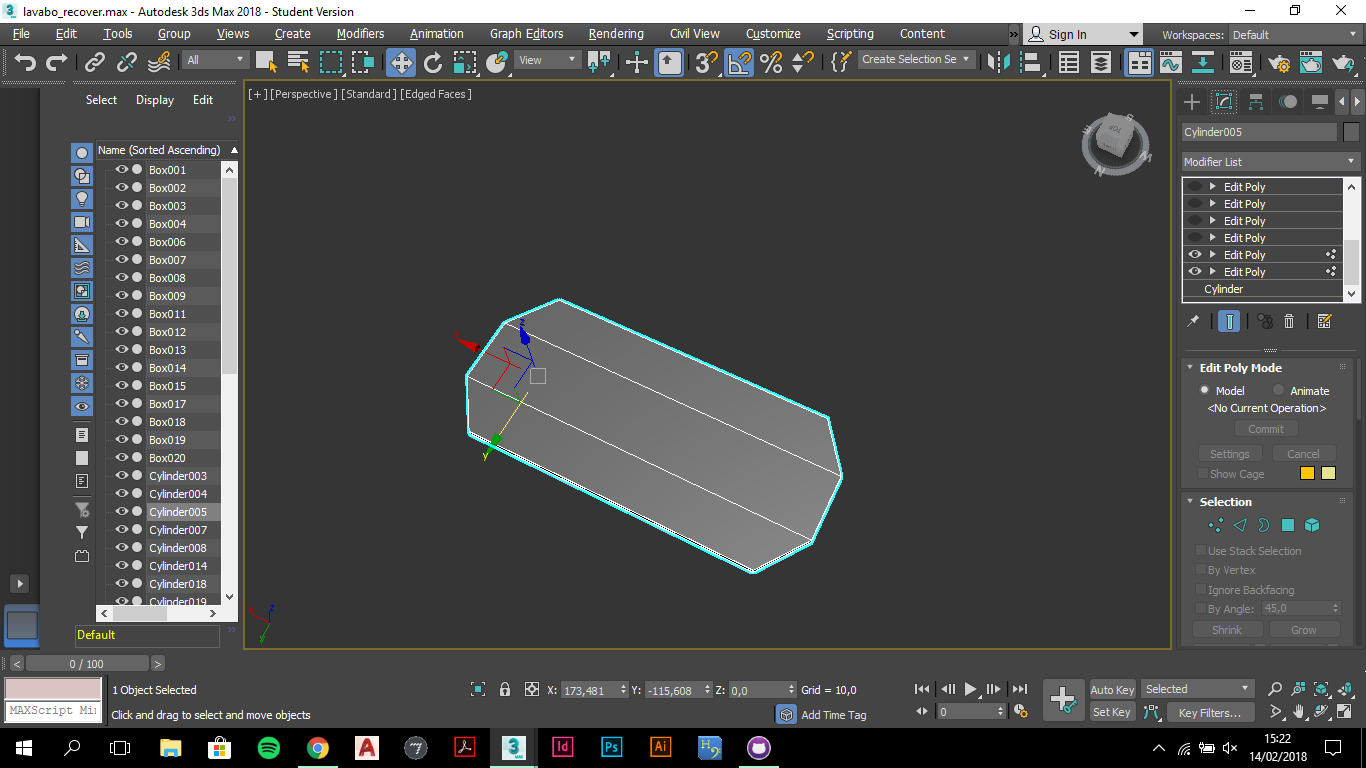 lavabo_recover.max - Autodesk 3ds Max 2018 - Student Version
File Edit Tools Group Views Create Modifiers Animation Graph Editors Rendering Civil View Customize Scripting Content » Sign In Workspaces: Default
All View Create Selection Se
Select Display Edit
Name (Sorted Ascending)
Box001
Box002
Box003
Box004
Box006
Box007
Box008
Box009
Box011
Box012
Box013
Box014
Box015
Box017
Box018
Box019
Box020
Cylinder003
Cylinder004
Cylinder005
Cylinder007
Cylinder008
Cylinder014
Cylinder018
Cylinder019
Default
[+] [Perspective ] [Standard ] [Edged Faces ]
TOP
S
E
M
N
z
y
z
Cylinder005
Modifier List
Edit Poly
Edit Poly
Edit Poly
Edit Poly
Edit Poly
Edit Poly
Cylinder
Edit Poly Mode
Model Animate
<No Current Operation>
Commit
Settings Cancel
Show Cage
Selection
Use Stack Selection
By Vertex
Ignore Backfacing
By Angle: 45,0
Shrink Grow
< 0 / 100 >
MAXScript Min
1 Object Selected
Click and drag to select and move objects
X: 173,481 Y: -115,608 Z: 0,0 Grid = 10,0
Add Time Tag
0
Auto Key Selected
Set Key Key Filters...
15:22
14/02/2018